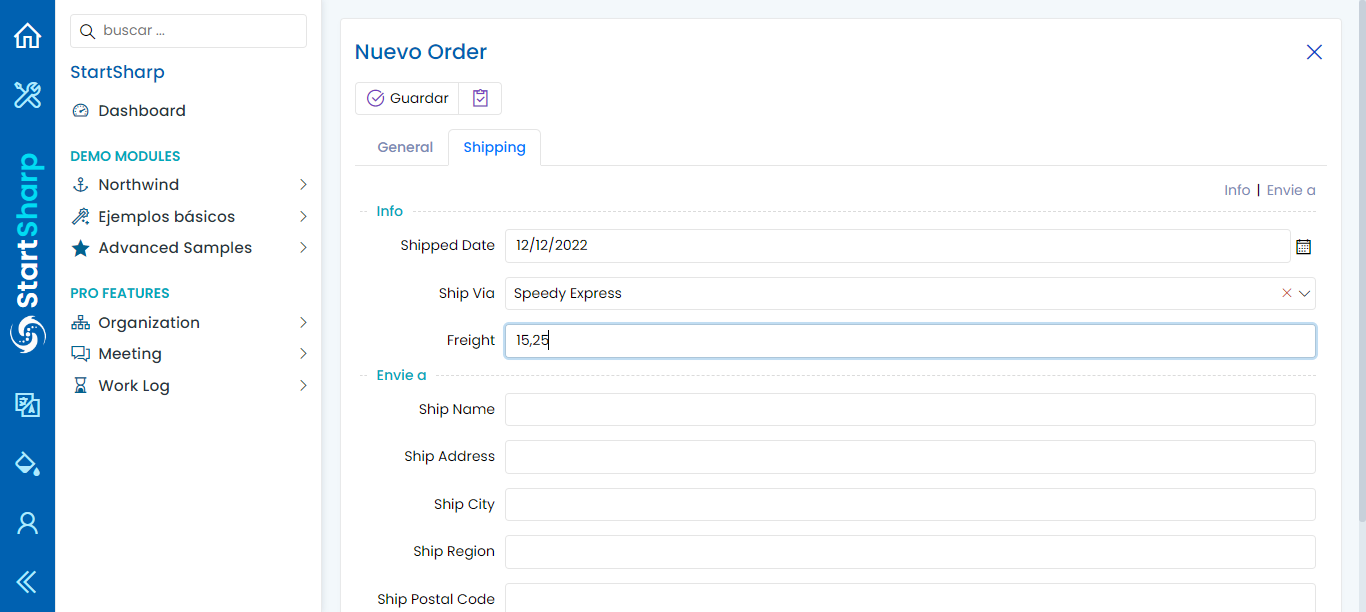 buscar ...
StartSharp
Dashboard
DEMO MODULES
Northwind
Ejemplos básicos
Advanced Samples
PRO FEATURES
Organization
Meeting
Work Log
StartSharp
Nuevo Order
Guardar
General Shipping
Info | Envie a
Info
Shipped Date 12/12/2022
Ship Via Speedy Express
Freight 15,25
Envie a
Ship Name
Ship Address
Ship City
Ship Region
Ship Postal Code